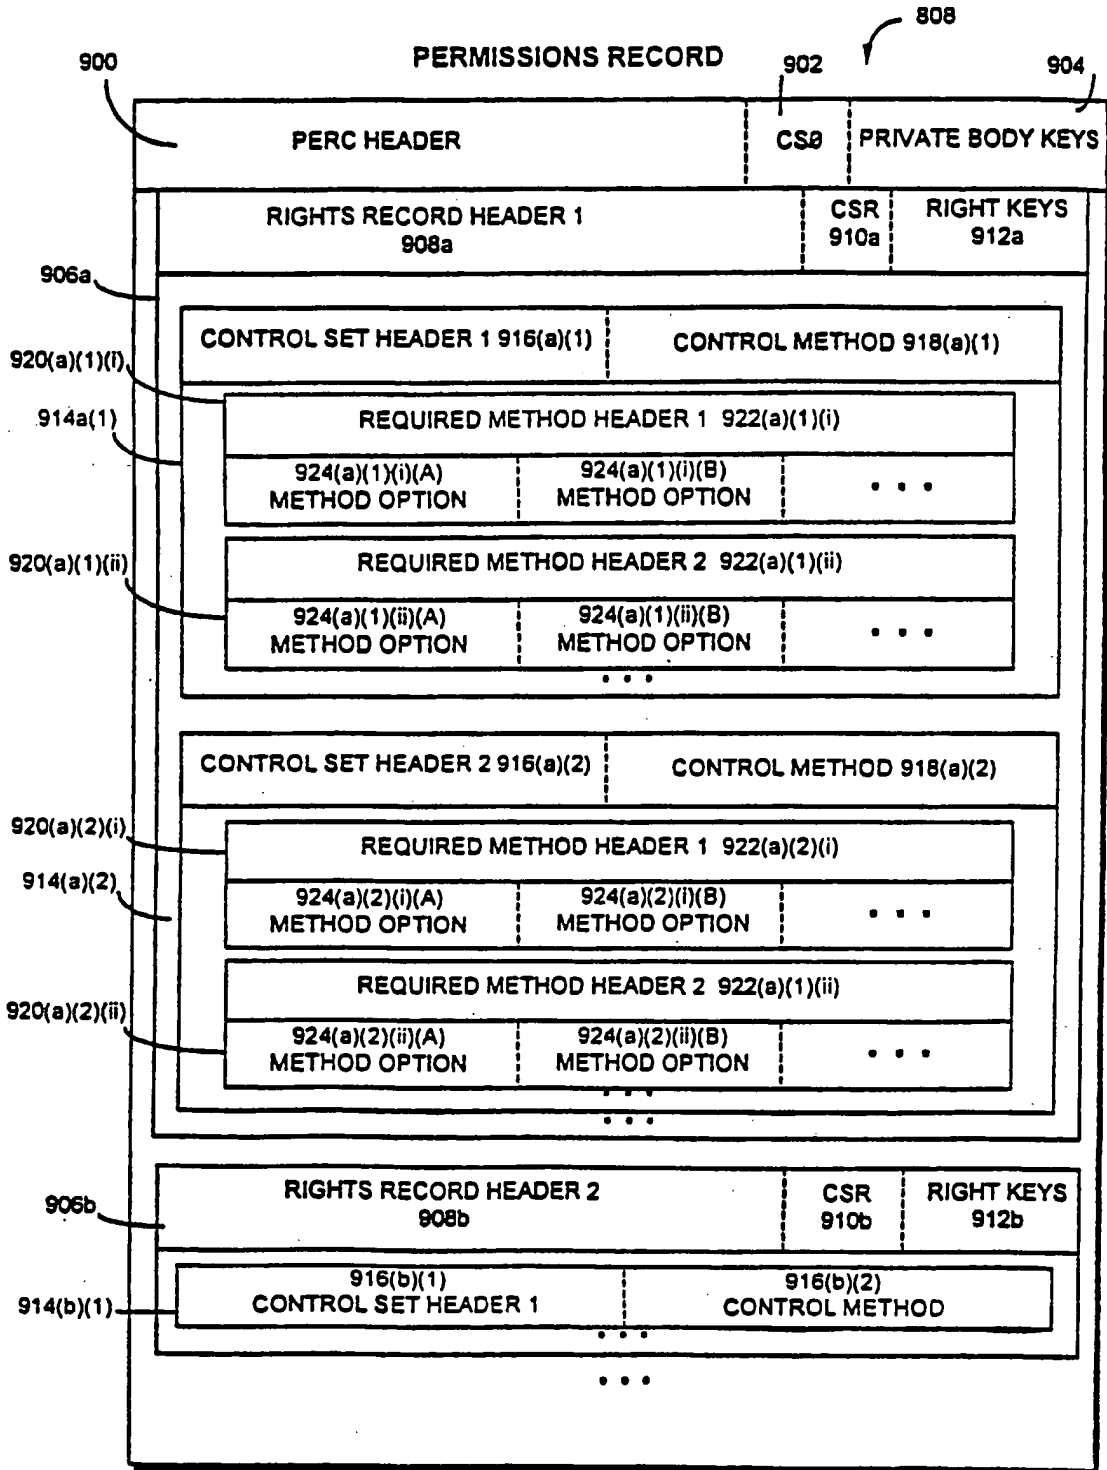 808
PERMISSIONS RECORD
900
902
904
PERC HEADER
CSØ
PRIVATE BODY KEYS
RIGHTS RECORD HEADER 1
908a
CSR
910a
RIGHT KEYS
912a
906a
CONTROL SET HEADER 1 916(a)(1)
CONTROL METHOD 918(a)(1)
920(a)(1)(i)
914a(1)
REQUIRED METHOD HEADER 1 922(a)(1)(i)
924(a)(1)(i)(A)
METHOD OPTION
924(a)(1)(i)(B)
METHOD OPTION
• • •
920(a)(1)(ii)
REQUIRED METHOD HEADER 2 922(a)(1)(ii)
924(a)(1)(ii)(A)
METHOD OPTION
924(a)(1)(ii)(B)
METHOD OPTION
• • •
• • •
CONTROL SET HEADER 2 916(a)(2)
CONTROL METHOD 918(a)(2)
920(a)(2)(i)
914(a)(2)
REQUIRED METHOD HEADER 1 922(a)(2)(i)
924(a)(2)(i)(A)
METHOD OPTION
924(a)(2)(i)(B)
METHOD OPTION
• • •
920(a)(2)(ii)
REQUIRED METHOD HEADER 2 922(a)(1)(ii)
924(a)(2)(ii)(A)
METHOD OPTION
924(a)(2)(ii)(B)
METHOD OPTION
• • •
• • •
• • •
906b
RIGHTS RECORD HEADER 2
908b
CSR
910b
RIGHT KEYS
912b
914(b)(1)
916(b)(1)
CONTROL SET HEADER 1
916(b)(2)
CONTROL METHOD
• • •
• • •